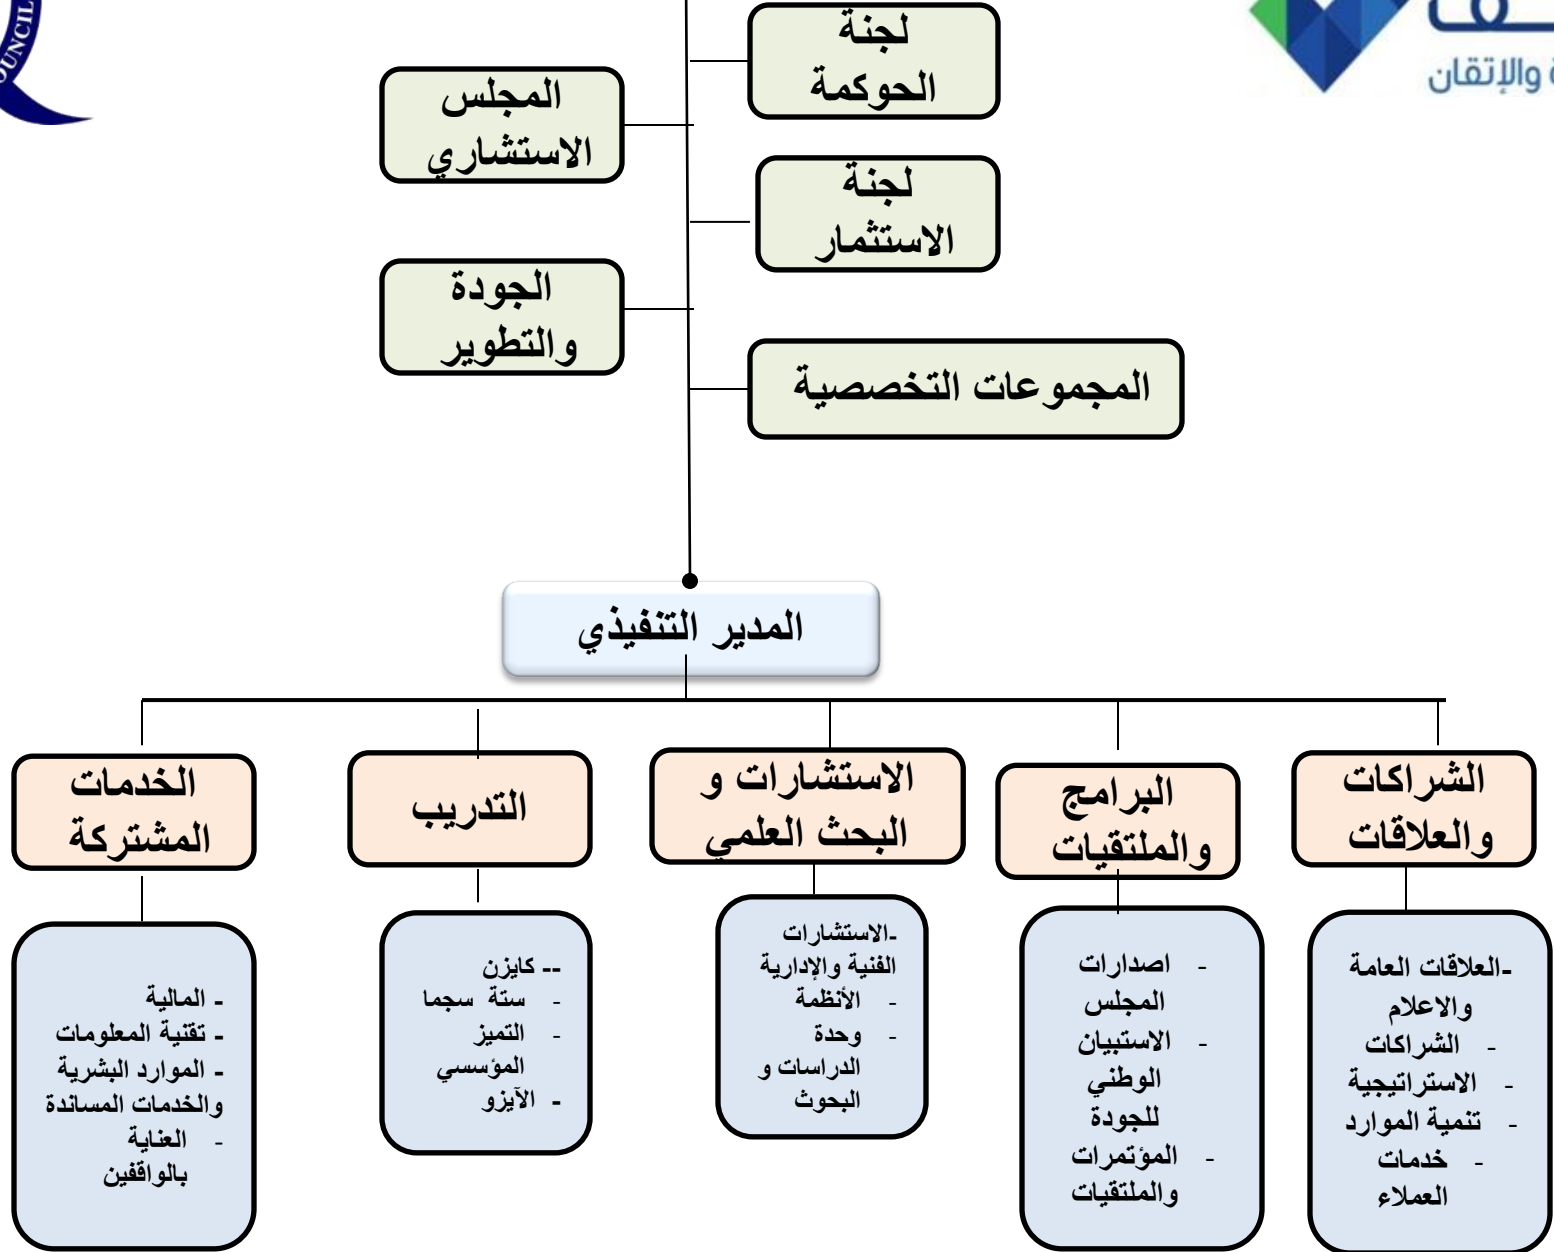 OUNCIL
ة والإتقان
لجنة
الحوكمة
المجلس
الاستشاري
لجنة
الاستثمار
الجودة
والتطوير
المجموعات التخصصية
المدير التنفيذي
الشراكات
والعلاقات
البرامج
والملتقيات
الاستشارات و
البحث العلمي
التدريب
الخدمات
المشتركة
-العلاقات العامة
والاعلام
- الشراكات
- الاستراتيجية
- تنمية الموارد
- خدمات
العملاء
- اصدارات
المجلس
- الاستبيان
الوطني
للجودة
- المؤتمرات
والملتقيات
-الاستشارات
الفنية والإدارية
- الأنظمة
- وحدة
الدراسات و
البحوث
-- كايزن
- ستة سجما
- التميز
المؤسسي
- الآيزو
- المالية
- تقنية المعلومات
- الموارد البشرية
والخدمات المساندة
- العناية
بالواقفين